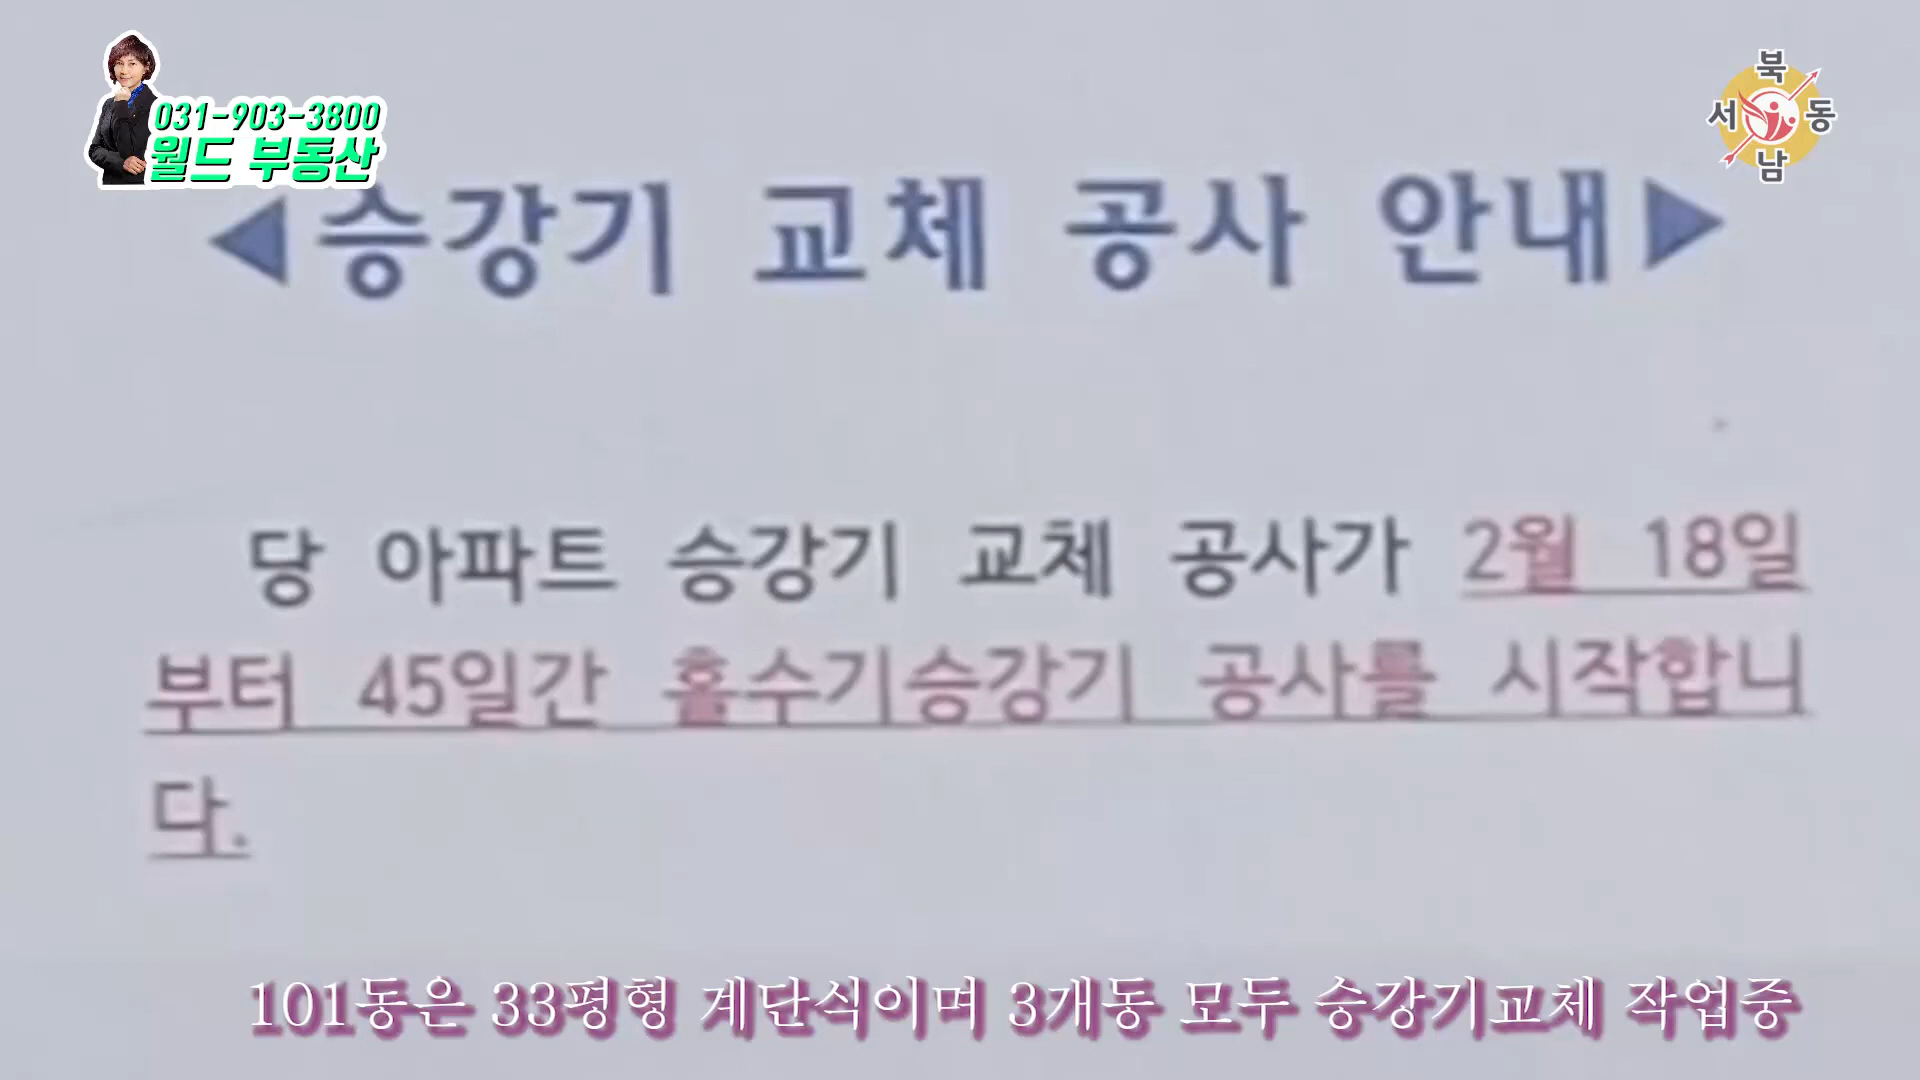 031-903-3800
월드 부동산
북
서 동
남
◀승강기 교체 공사 안내▶
당 아파트 승강기 교체 공사가 2월 18일
부터 45일간 홀수기승강기 공사를 시작합니
다.
101동은 33평형 계단식이며 3개동 모두 승강기교체 작업중